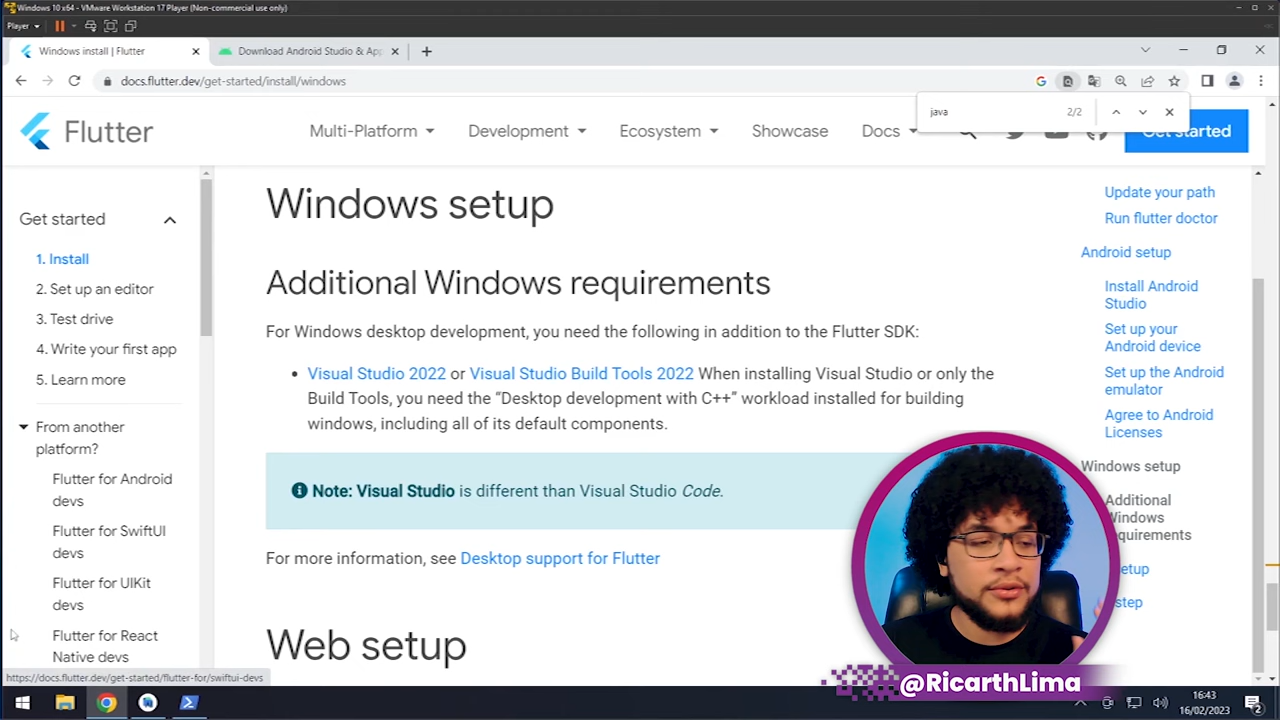 Windows 10 x64 - VMware Workstation 17 Player (Non-commercial use only)
Player
Windows install | Flutter
Download Android Studio & App
docs.flutter.dev/get-started/install/windows
java
2/2
Flutter
Multi-Platform
Development
Ecosystem
Showcase
Docs
Get started
Get started
1. Install
2. Set up an editor
3. Test drive
4. Write your first app
5. Learn more
From another
platform?
Flutter for Android
devs
Flutter for SwiftUI
devs
Flutter for UIKit
devs
Flutter for React
Native devs
https://docs.flutter.dev/get-started/flutter-for/swiftui-devs
Windows setup
Additional Windows requirements
For Windows desktop development, you need the following in addition to the Flutter SDK:
• Visual Studio 2022 or Visual Studio Build Tools 2022 When installing Visual Studio or only the
Build Tools, you need the “Desktop development with C++” workload installed for building
windows, including all of its default components.
Note: Visual Studio is different than Visual Studio Code.
For more information, see Desktop support for Flutter
Web setup
Update your path
Run flutter doctor
Android setup
Install Android
Studio
Set up your
Android device
Set up the Android
emulator
Agree to Android
Licenses
Windows setup
Additional
Windows
requirements
etup
step
@RicarthLima
16:43
16/02/2023
2